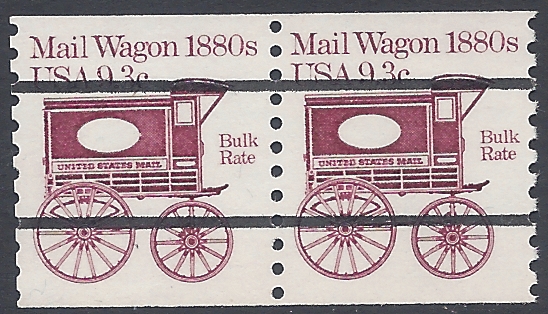 Mail Wagon 1880s
USA 9.3c
Bulk
Rate
UNITED STATES MAIL
Mail Wagon 1880s
USA 9.3c
Bulk
Rate
UNITED STATES MAIL